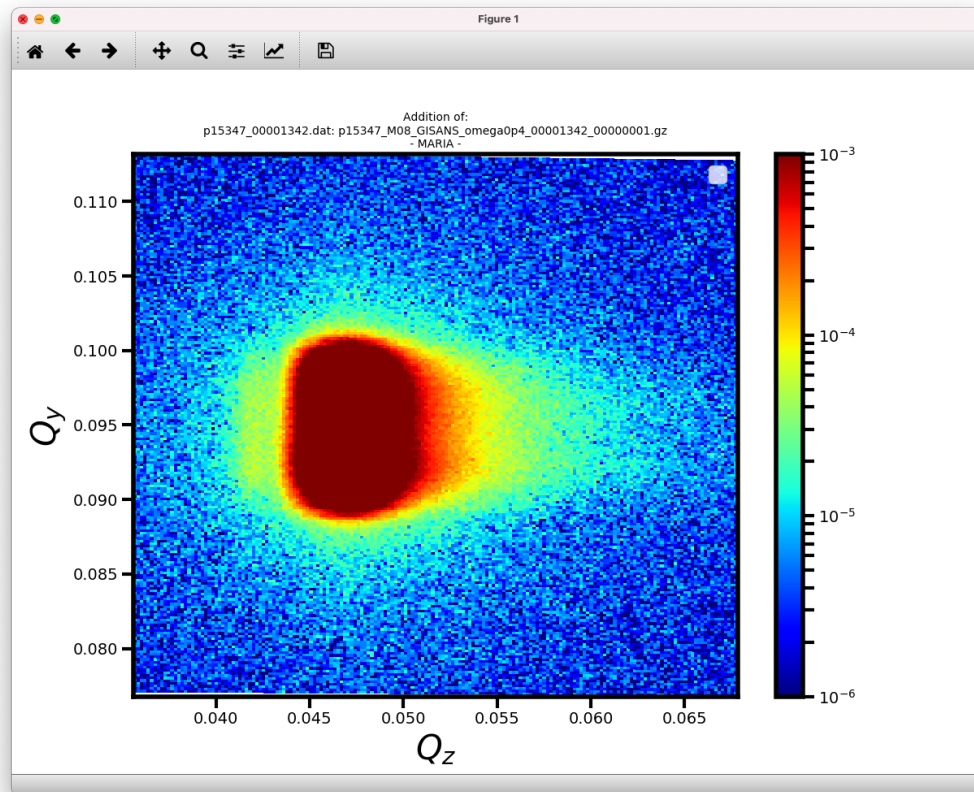 Figure 1
Addition of:
p15347_00001342.dat: p15347_M08_GISANS_omega0p4_00001342_00000001.gz
- MARIA -
0.110
0.105
0.100
0.095
0.090
0.085
0.080
Q_y
0.040 0.045 0.050 0.055 0.060 0.065
Q_z
10^{-3}
10^{-4}
10^{-5}
10^{-6}